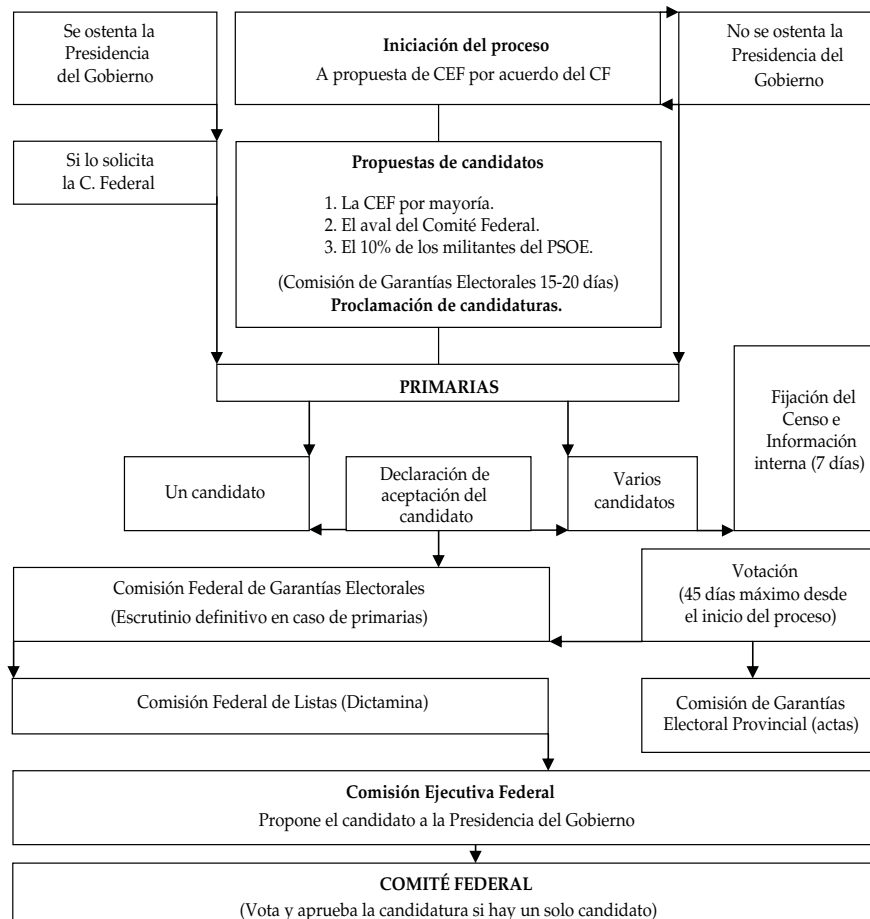 Se ostenta la
Presidencia
del Gobierno
Iniciación del proceso
A propuesta de CEF por acuerdo del CF
No se ostenta la
Presidencia del
Gobierno
Si lo solicita
la C. Federal
Propuestas de candidatos
1. La CEF por mayoría.
2. El aval del Comité Federal.
3. El 10% de los militantes del PSOE.
(Comisión de Garantías Electorales 15-20 días)
Proclamación de candidaturas.
PRIMARIAS
Fijación del
Censo e
Información
interna (7 días)
Un candidato
Declaración de
aceptación del
candidato
Varios
candidatos
Comisión Federal de Garantías Electorales
(Escrutinio definitivo en caso de primarias)
Votación
(45 días máximo desde
el inicio del proceso)
Comisión Federal de Listas (Dictamina)
Comisión de Garantías
Electoral Provincial (actas)
Comisión Ejecutiva Federal
Propone el candidato a la Presidencia del Gobierno
COMITÉ FEDERAL
(Vota y aprueba la candidatura si hay un solo candidato)